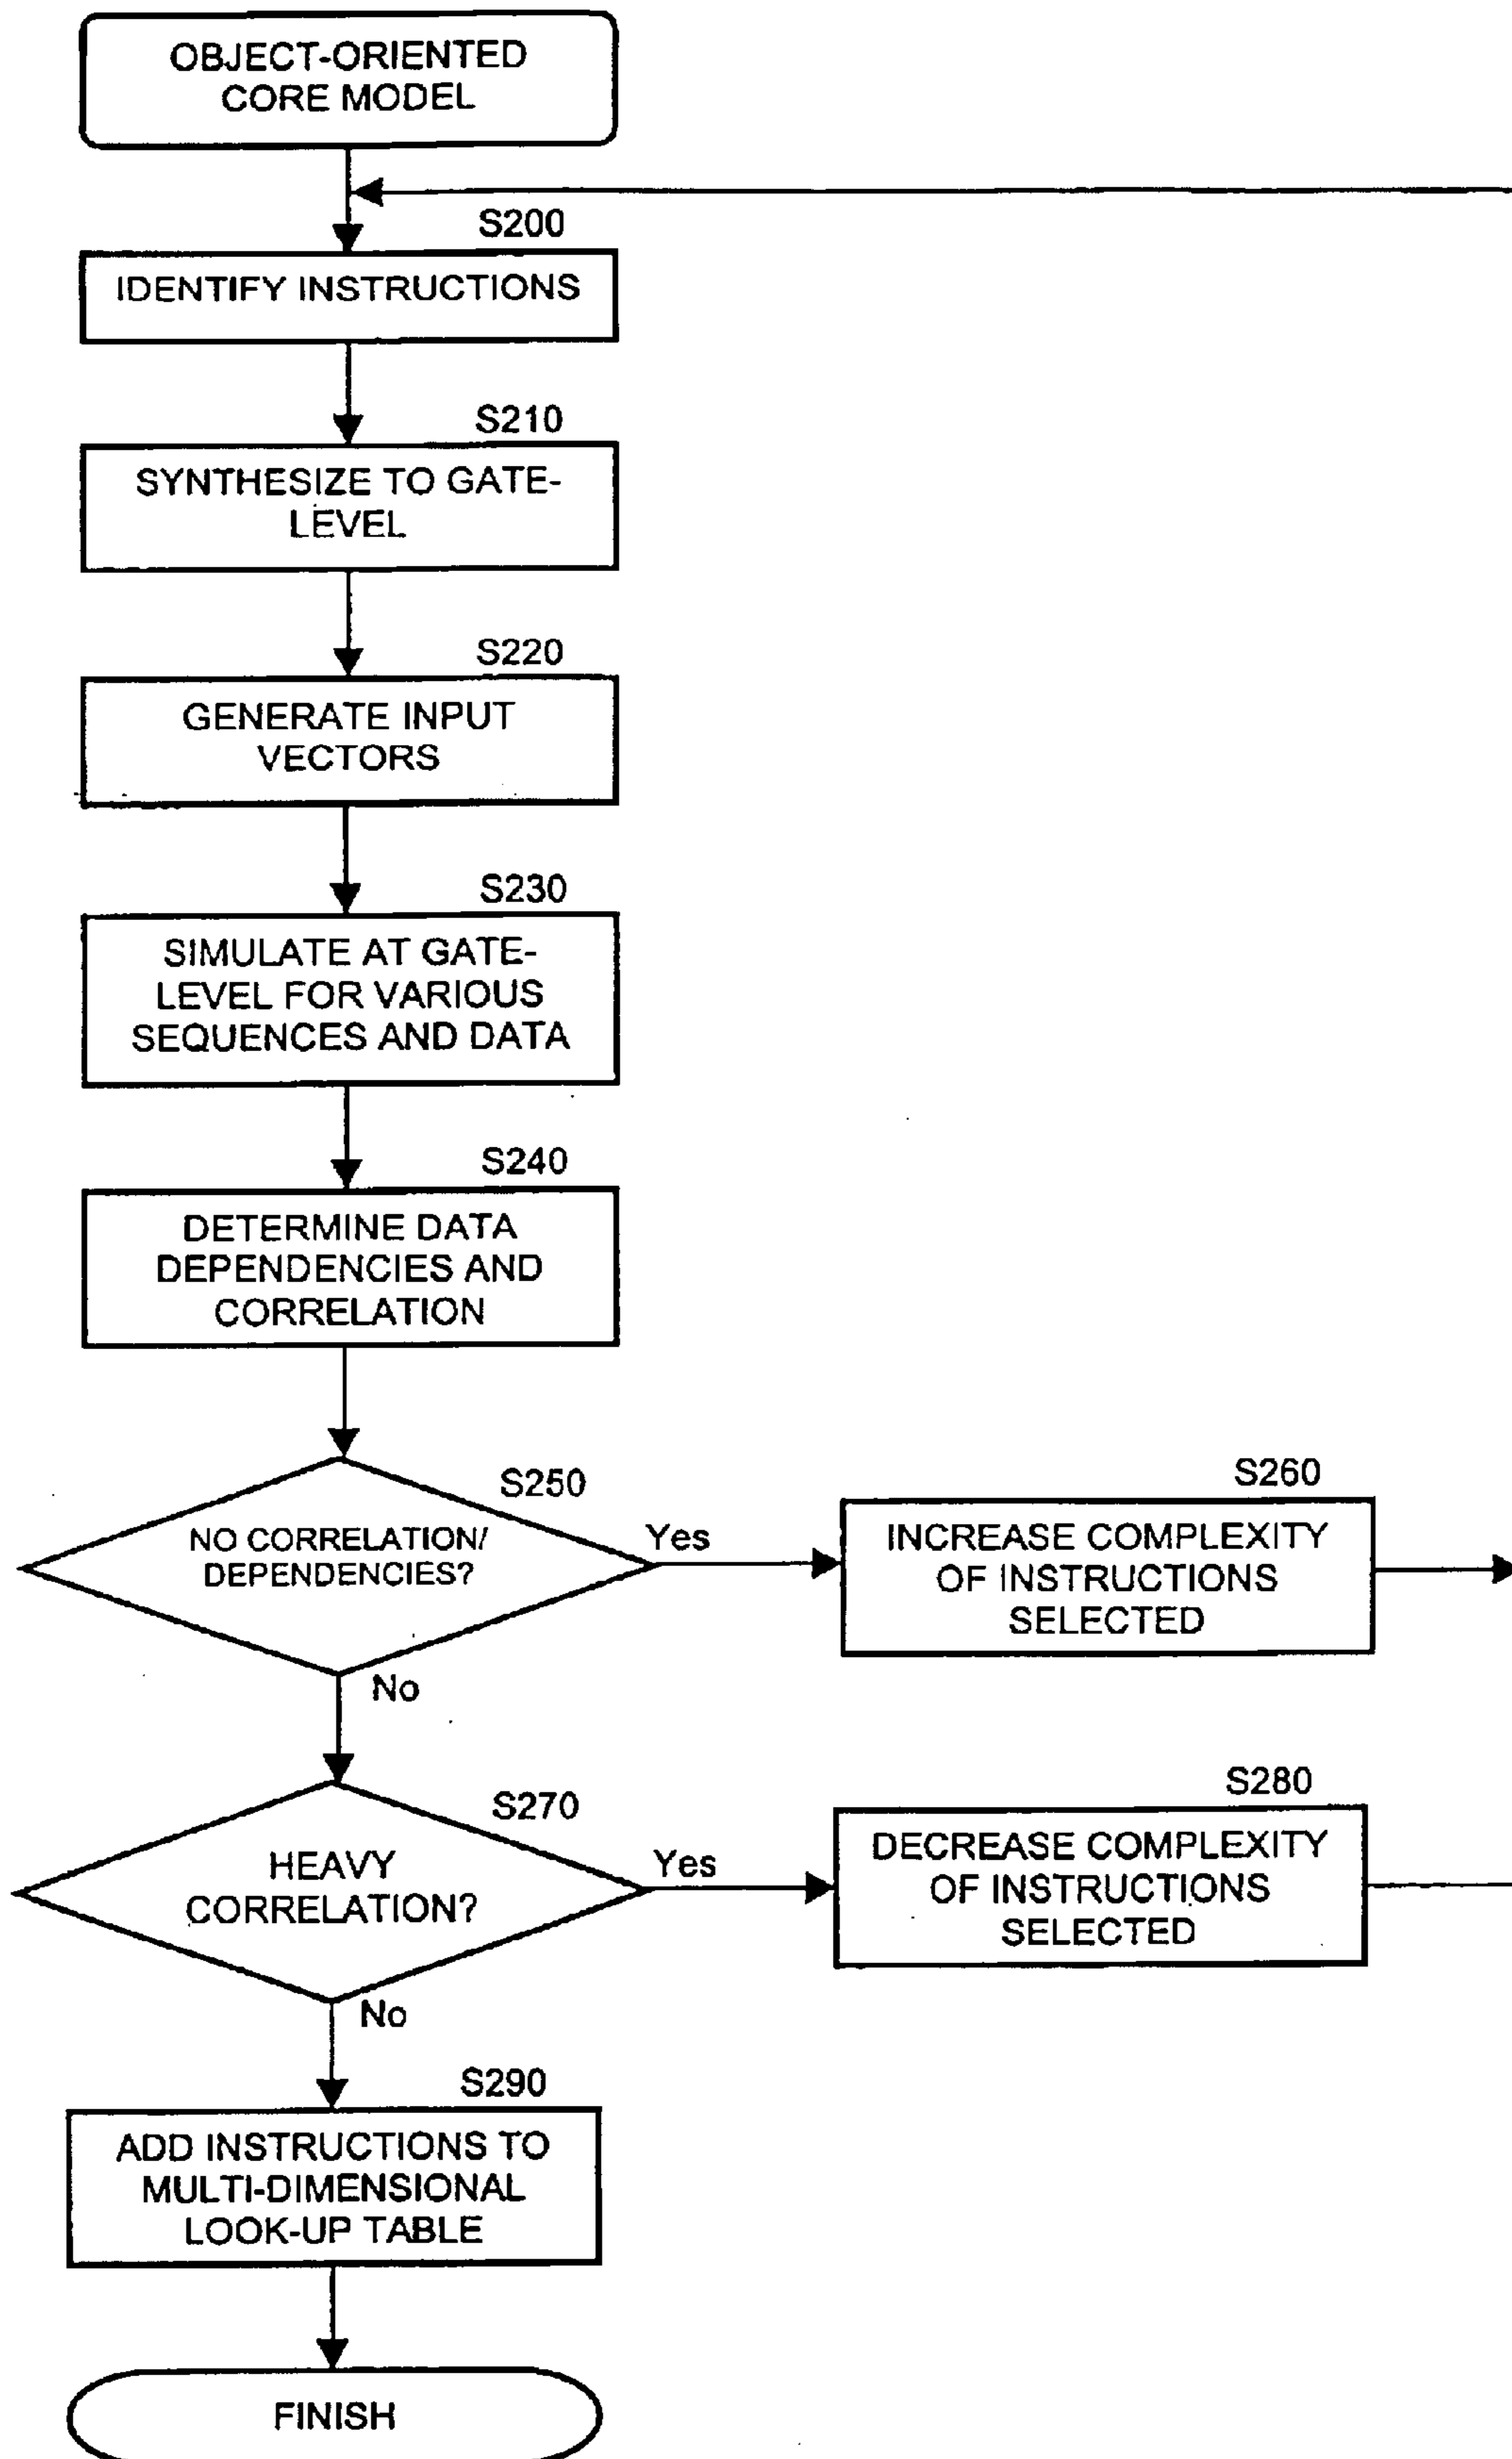 OBJECT-ORIENTED
CORE MODEL
S200
IDENTIFY INSTRUCTIONS
S210
SYNTHESIZE TO GATE-
LEVEL
S220
GENERATE INPUT
VECTORS
S230
SIMULATE AT GATE-
LEVEL FOR VARIOUS
SEQUENCES AND DATA
S240
DETERMINE DATA
DEPENDENCIES AND
CORRELATION
S250
NO CORRELATION/
DEPENDENCIES?
Yes
S260
INCREASE COMPLEXITY
OF INSTRUCTIONS
SELECTED
No
S270
HEAVY
CORRELATION?
Yes
S280
DECREASE COMPLEXITY
OF INSTRUCTIONS
SELECTED
No
S290
ADD INSTRUCTIONS TO
MULTI-DIMENSIONAL
LOOK-UP TABLE
FINISH